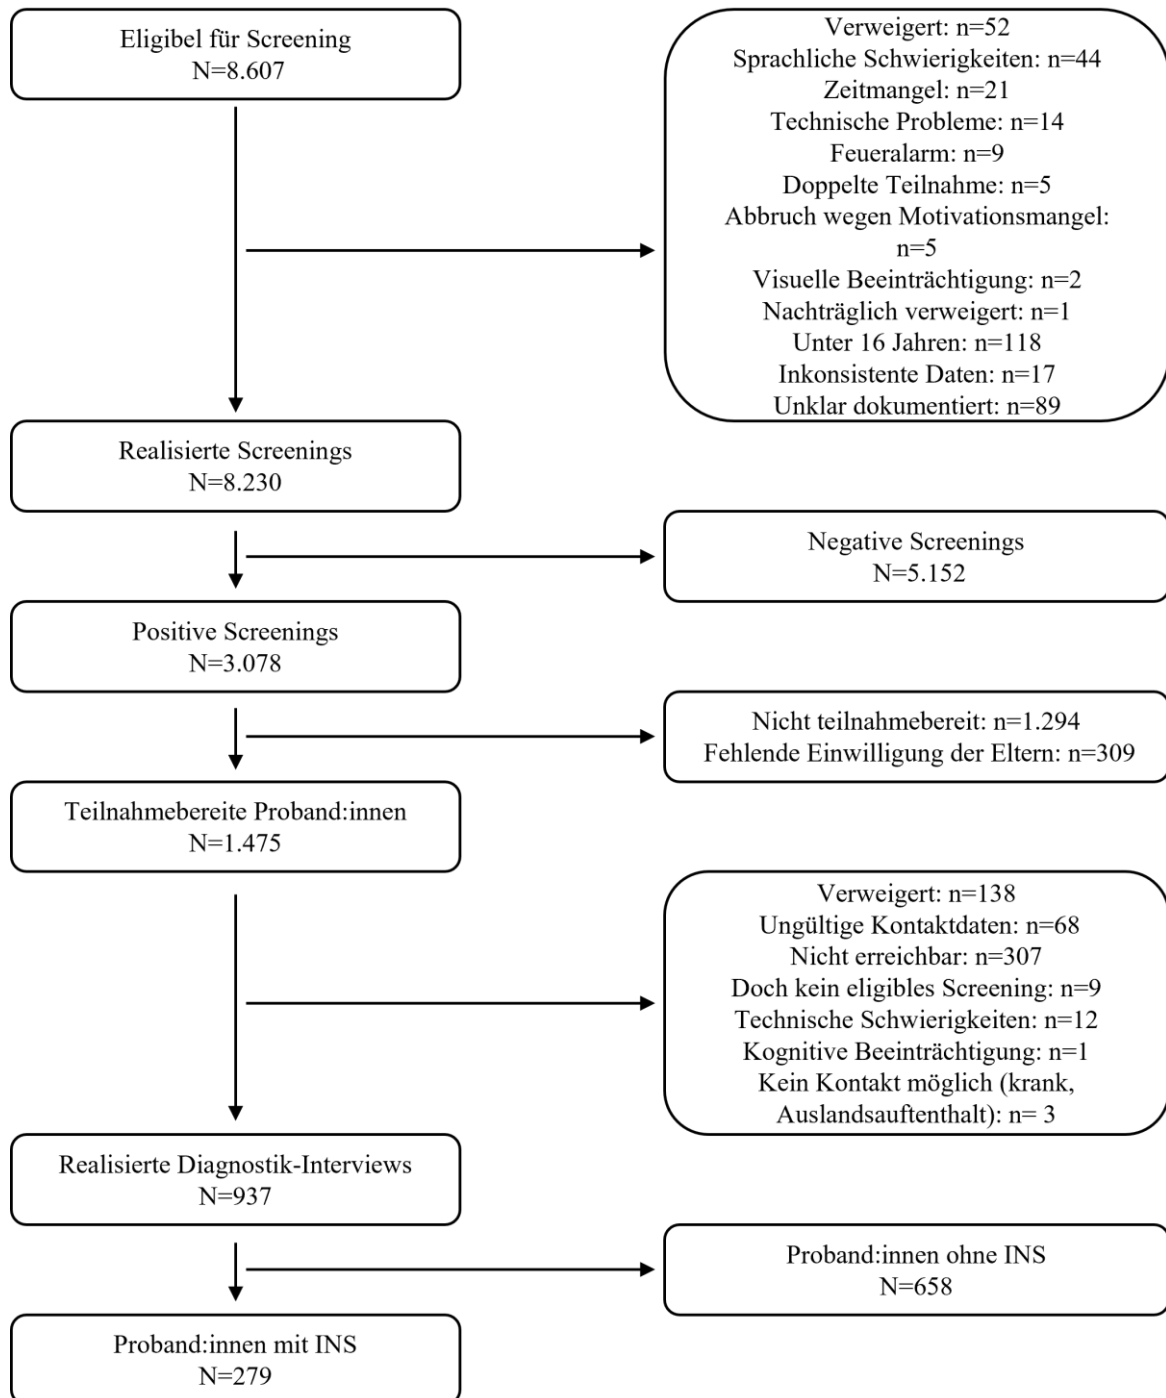 Eligibel für Screening
N=8.607
Verweigert: n=52
Sprachliche Schwierigkeiten: n=44
Zeitmangel: n=21
Technische Probleme: n=14
Feueralarm: n=9
Doppelte Teilnahme: n=5
Abbruch wegen Motivationsmangel:
n=5
Visuelle Beeinträchtigung: n=2
Nachträglich verweigert: n=1
Unter 16 Jahren: n=118
Inkonsistente Daten: n=17
Unklar dokumentiert: n=89
Realisierte Screenings
N=8.230
Negative Screenings
N=5.152
Positive Screenings
N=3.078
Nicht teilnahmebereit: n=1.294
Fehlende Einwilligung der Eltern: n=309
Teilnahmebereite Proband:innen
N=1.475
Verweigert: n=138
Ungültige Kontaktdaten: n=68
Nicht erreichbar: n=307
Doch kein eligibles Screening: n=9
Technische Schwierigkeiten: n=12
Kognitive Beeinträchtigung: n=1
Kein Kontakt möglich (krank,
Auslandsauftenthalt): n= 3
Realisierte Diagnostik-Interviews
N=937
Proband:innen ohne INS
N=658
Proband:innen mit INS
N=279